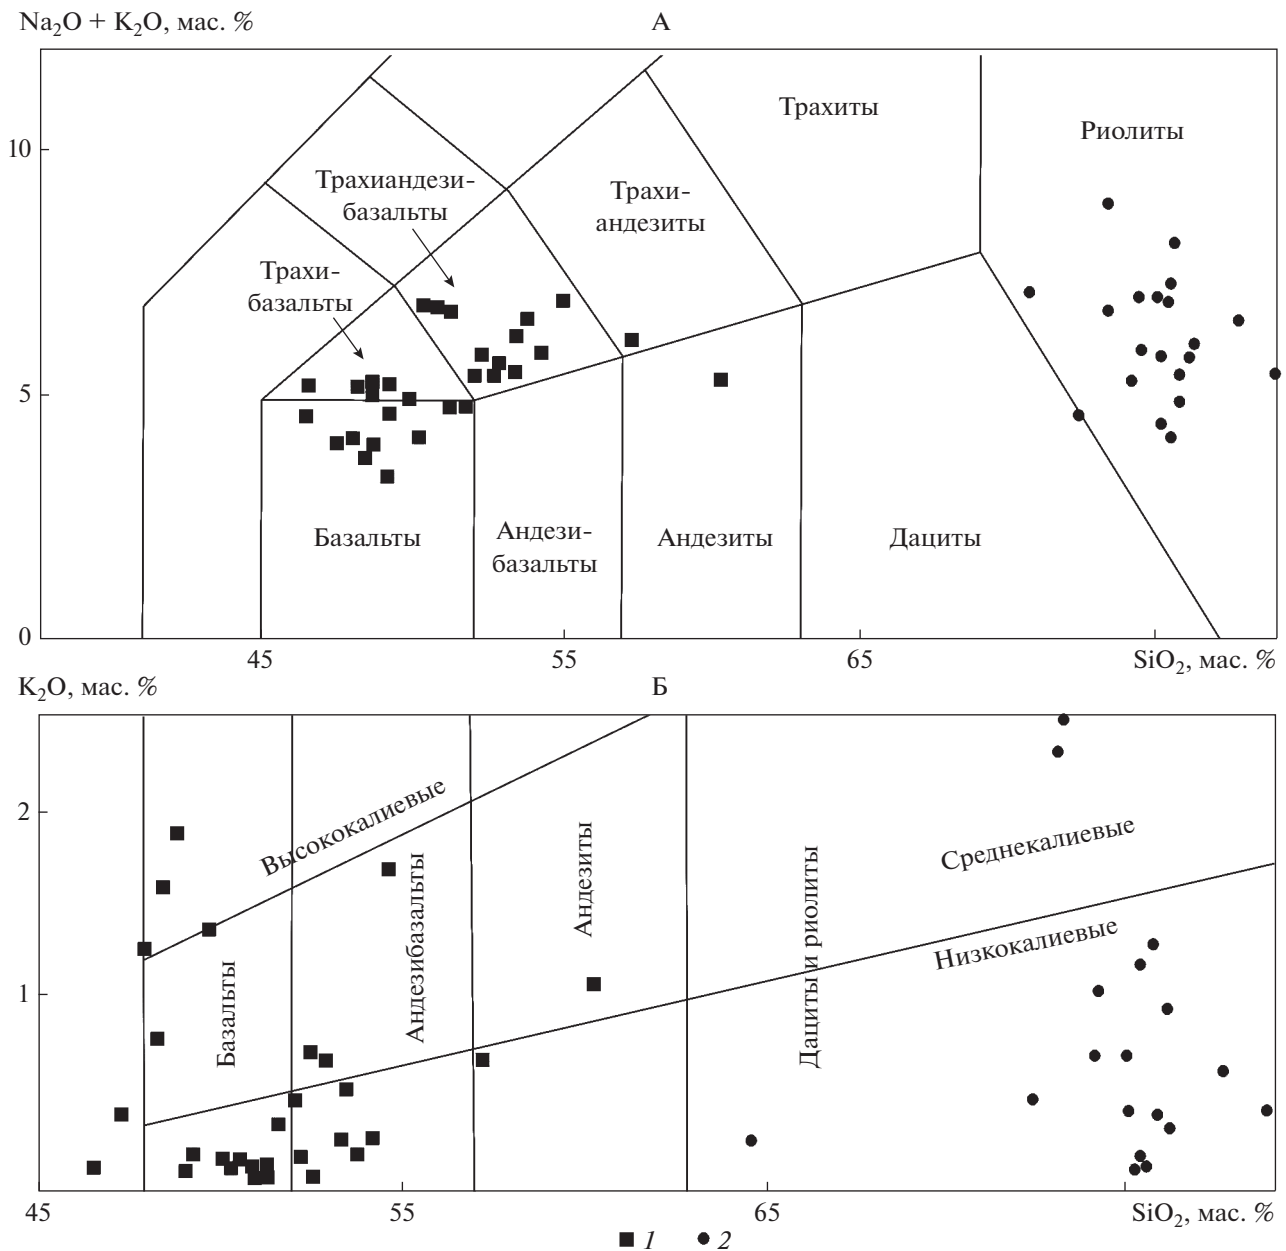 Na₂O + K₂O, мас. %
А
Трахиты
Риолиты
10
Трахиандези-
базальты
Трахи-
андезиты
Трахи-
базальты
5
Базальты
Андези-
базальты
Андезиты
Дациты
0
45
55
65
SiO₂, мас. %
K₂O, мас. %
Б
2
Высококалиевые
Среднекалиевые
Низкокалиевые
Базальты
Андезибазальты
Андезиты
Дациты и риолиты
1
45
55
65
SiO₂, мас. %
1
2